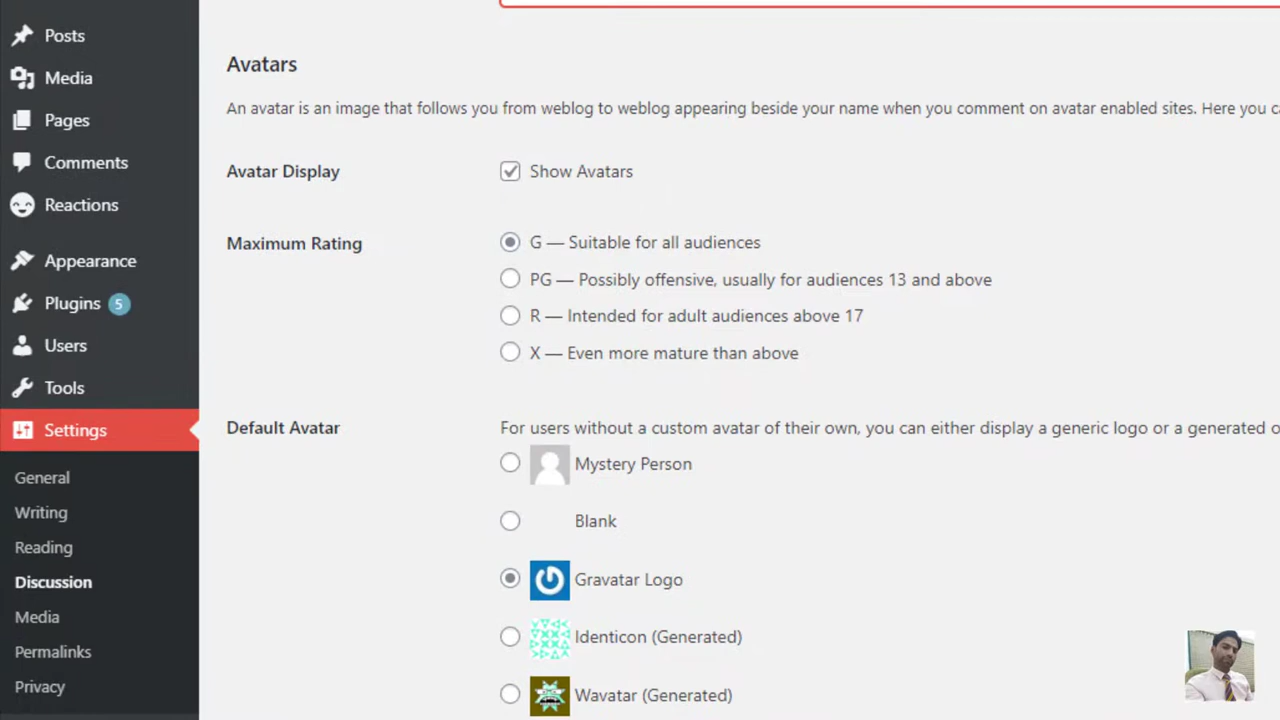 Posts
Media
Pages
Comments
Reactions
Appearance
Plugins 5
Users
Tools
Settings
General
Writing
Reading
Discussion
Media
Permalinks
Privacy
Avatars
An avatar is an image that follows you from weblog to weblog appearing beside your name when you comment on avatar enabled sites. Here you
Avatar Display
Show Avatars
Maximum Rating
G — Suitable for all audiences
PG — Possibly offensive, usually for audiences 13 and above
R — Intended for adult audiences above 17
X — Even more mature than above
Default Avatar
For users without a custom avatar of their own, you can either display a generic logo or a generated
Mystery Person
Blank
Gravatar Logo
Identicon (Generated)
Wavatar (Generated)